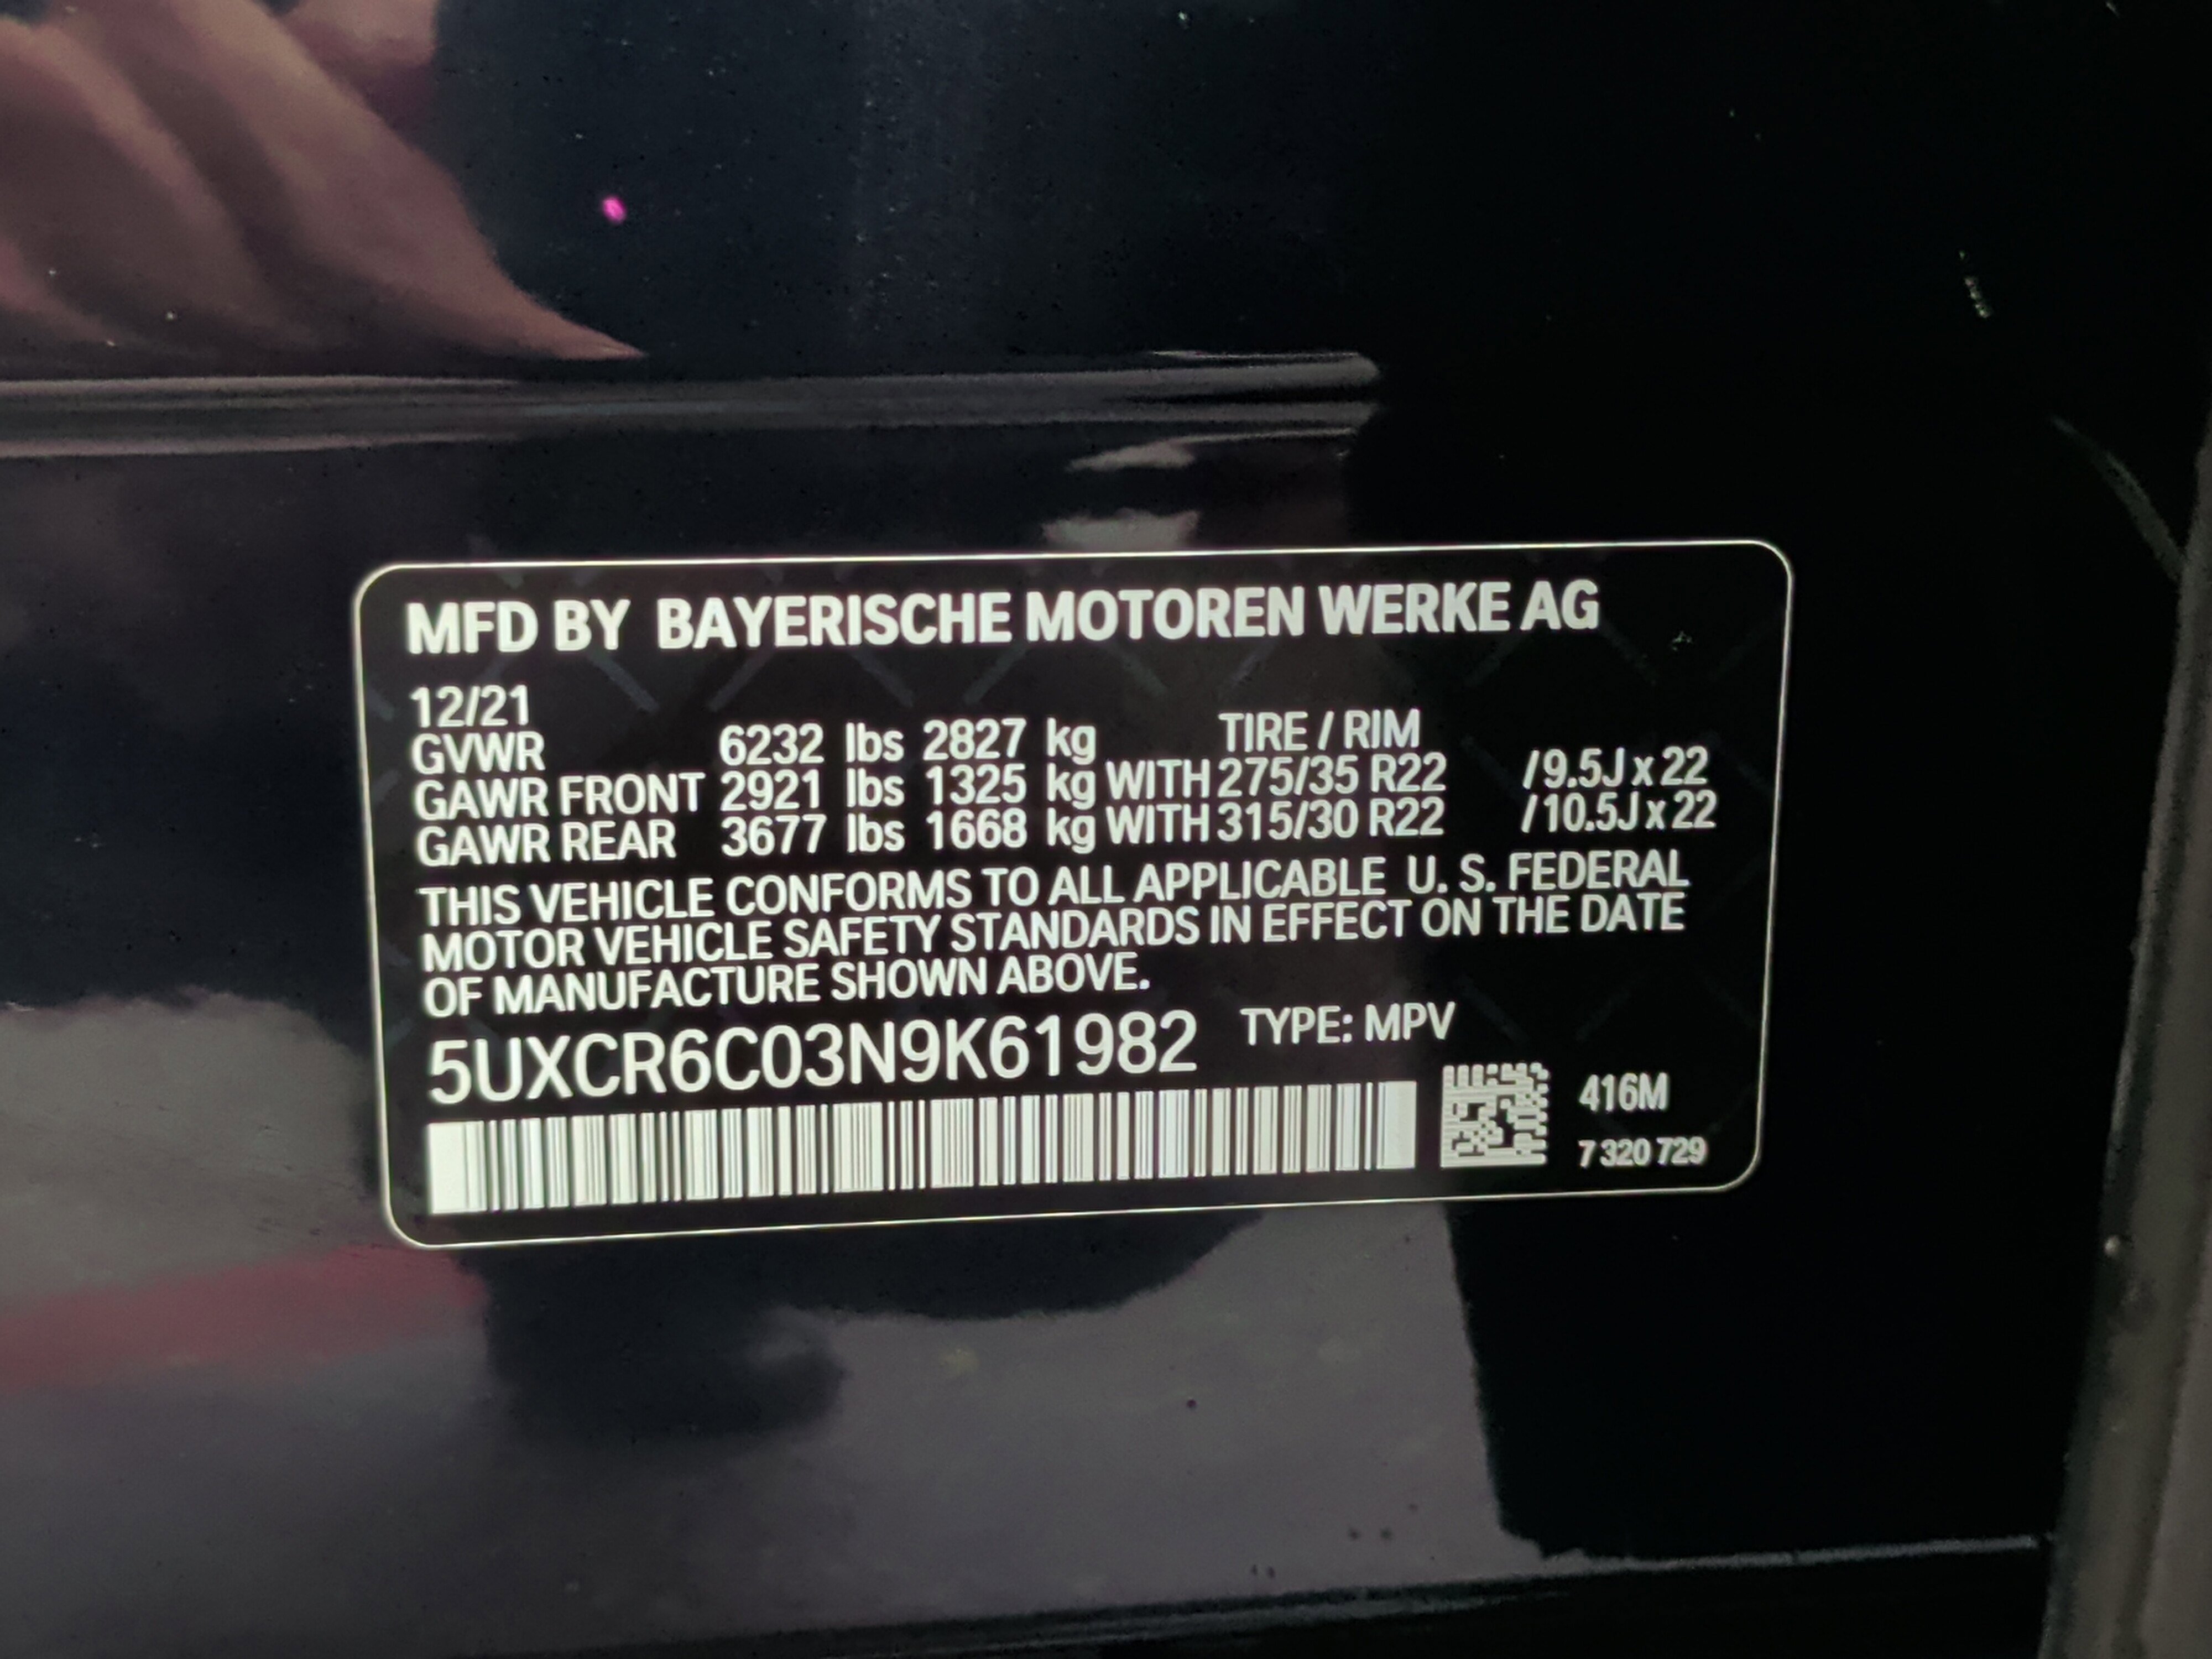 MFD BY BAYERISCHE MOTOREN WERKE AG
12/21
GVWR 6232 lbs 2827 kg TIRE / RIM
GAWR FRONT 2921 lbs 1325 kg WITH 275/35 R22 /9.5J x 22
GAWR REAR 3677 lbs 1668 kg WITH 315/30 R22 /10.5J x 22
THIS VEHICLE CONFORMS TO ALL APPLICABLE U. S. FEDERAL
MOTOR VEHICLE SAFETY STANDARDS IN EFFECT ON THE DATE
OF MANUFACTURE SHOWN ABOVE.
5UXCR6C03N9K61982 TYPE: MPV
416M
7 320 729